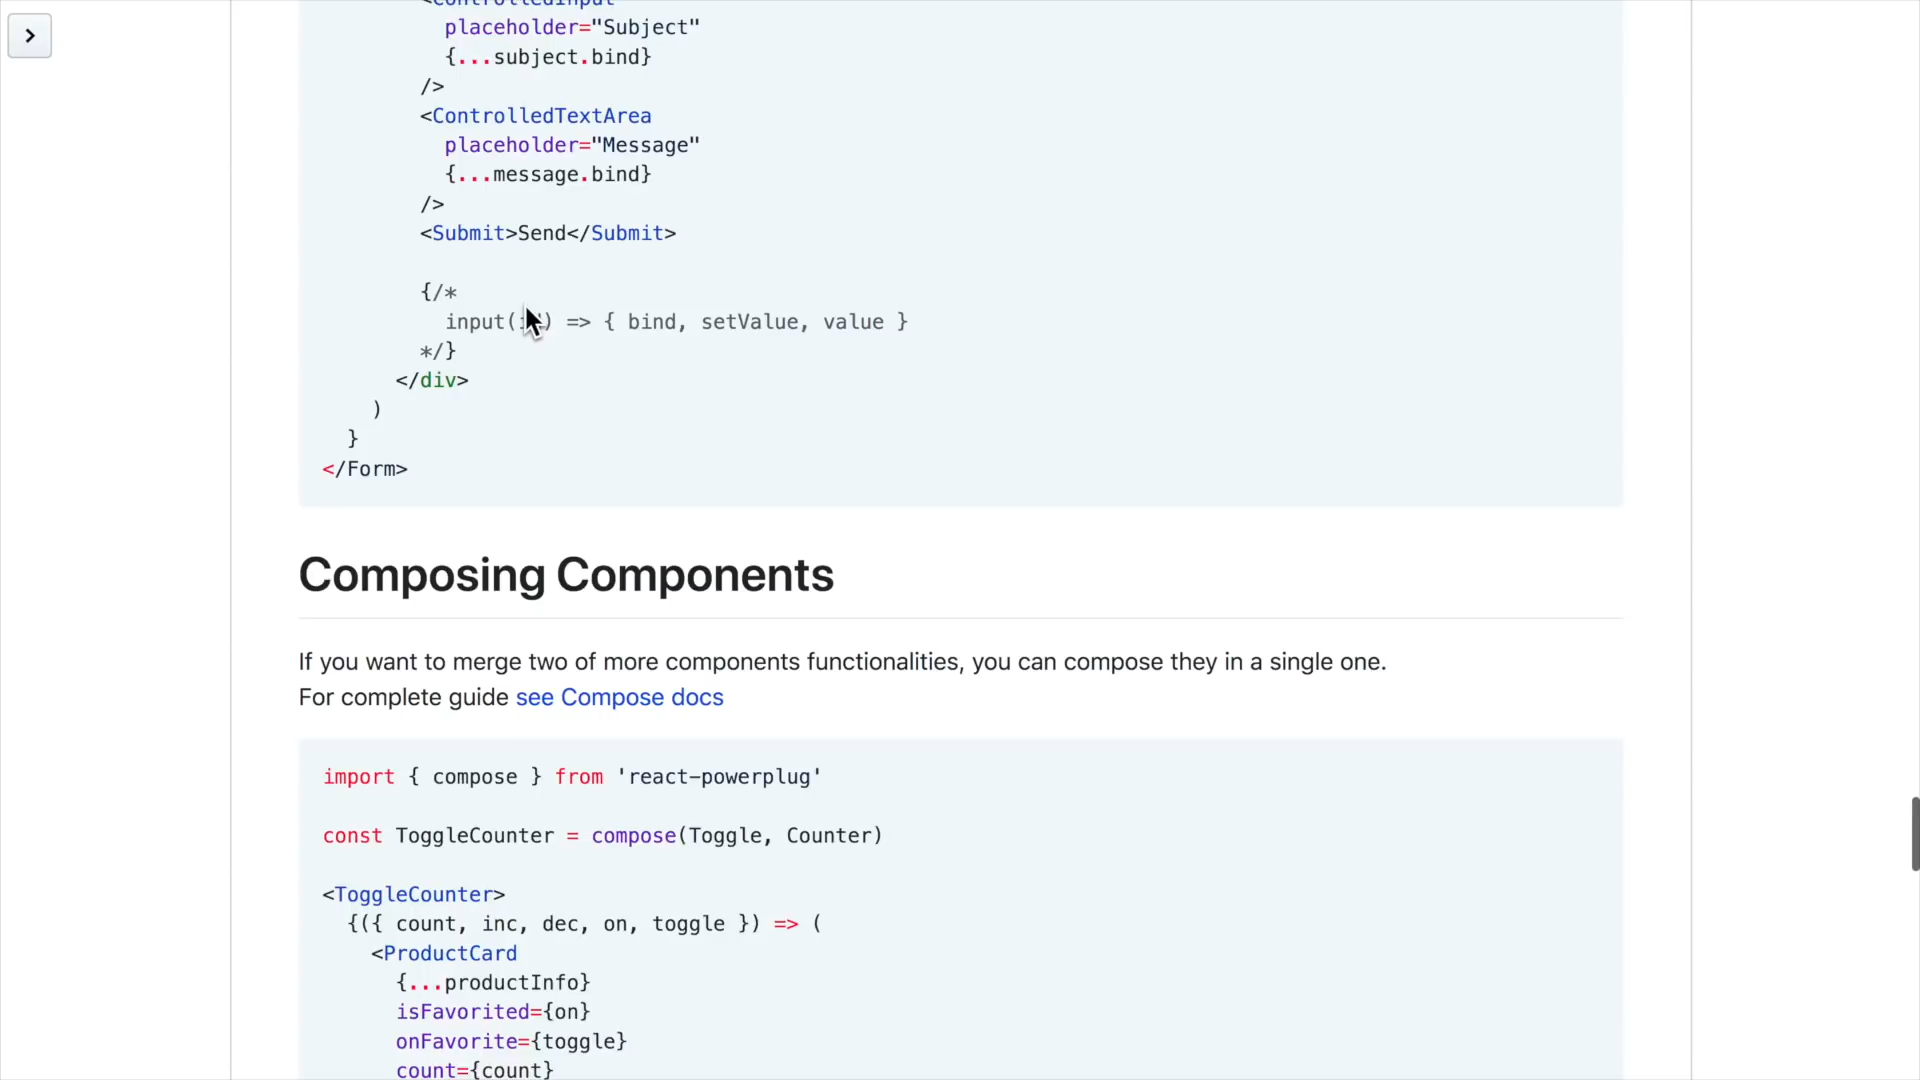 placeholder="Subject"
{...subject.bind}
/>
<ControlledTextArea
placeholder="Message"
{...message.bind}
/>
<Submit>Send</Submit>
{/*
=> { bind, setValue, value }
*/}
</div>
)
}
</Form>
Composing Components
If you want to merge two of more components functionalities, you can compose they in a single one.
For complete guide see Compose docs
import { compose } from 'react-powerplug'
const ToggleCounter = compose(Toggle, Counter)
<ToggleCounter>
{({ count, inc, dec, on, toggle }) => (
<ProductCard
{...productInfo}
isFavorited={on}
onFavorite={toggle}
count={count}